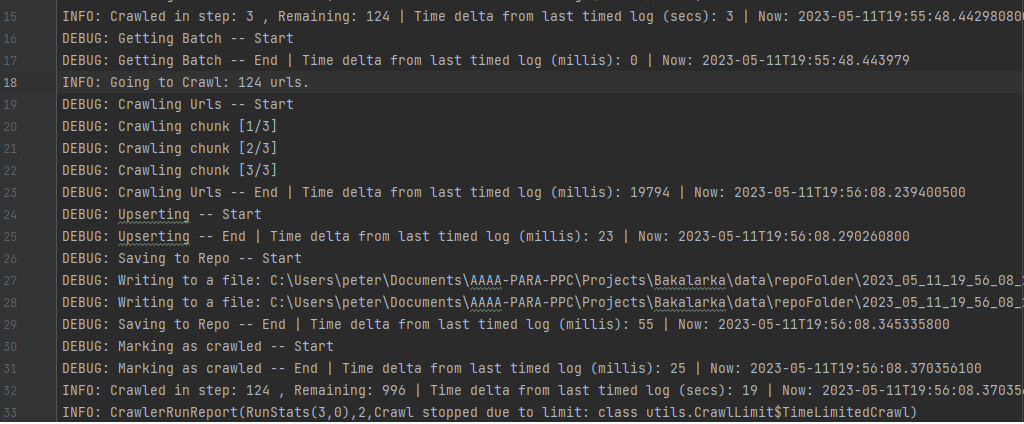 15 INFO: Crawled in step: 3 , Remaining: 124 | Time delta from last timed log (secs): 3 | Now: 2023-05-11T19:55:48.442980800
16 DEBUG: Getting Batch -- Start
17 DEBUG: Getting Batch -- End | Time delta from last timed log (millis): 0 | Now: 2023-05-11T19:55:48.443979
18 INFO: Going to Crawl: 124 urls.
19 DEBUG: Crawling Urls -- Start
20 DEBUG: Crawling chunk [1/3]
21 DEBUG: Crawling chunk [2/3]
22 DEBUG: Crawling chunk [3/3]
23 DEBUG: Crawling Urls -- End | Time delta from last timed log (millis): 19794 | Now: 2023-05-11T19:56:08.239400500
24 DEBUG: Upserting -- Start
25 DEBUG: Upserting -- End | Time delta from last timed log (millis): 23 | Now: 2023-05-11T19:56:08.290260800
26 DEBUG: Saving to Repo -- Start
27 DEBUG: Writing to a file: C:\Users\peter\Documents\AAAA-PARA-PPC\Projects\Bakalarka\data\repoFolder\2023_05_11_19_56_08_
28 DEBUG: Writing to a file: C:\Users\peter\Documents\AAAA-PARA-PPC\Projects\Bakalarka\data\repoFolder\2023_05_11_19_56_08_
29 DEBUG: Saving to Repo -- End | Time delta from last timed log (millis): 55 | Now: 2023-05-11T19:56:08.345335800
30 DEBUG: Marking as crawled -- Start
31 DEBUG: Marking as crawled -- End | Time delta from last timed log (millis): 25 | Now: 2023-05-11T19:56:08.370356100
32 INFO: Crawled in step: 124 , Remaining: 996 | Time delta from last timed log (secs): 19 | Now: 2023-05-11T19:56:08.370356
33 INFO: CrawlerRunReport(RunStats(3,0),2,Crawl stopped due to limit: class utils.CrawlLimit$TimeLimitedCrawl)